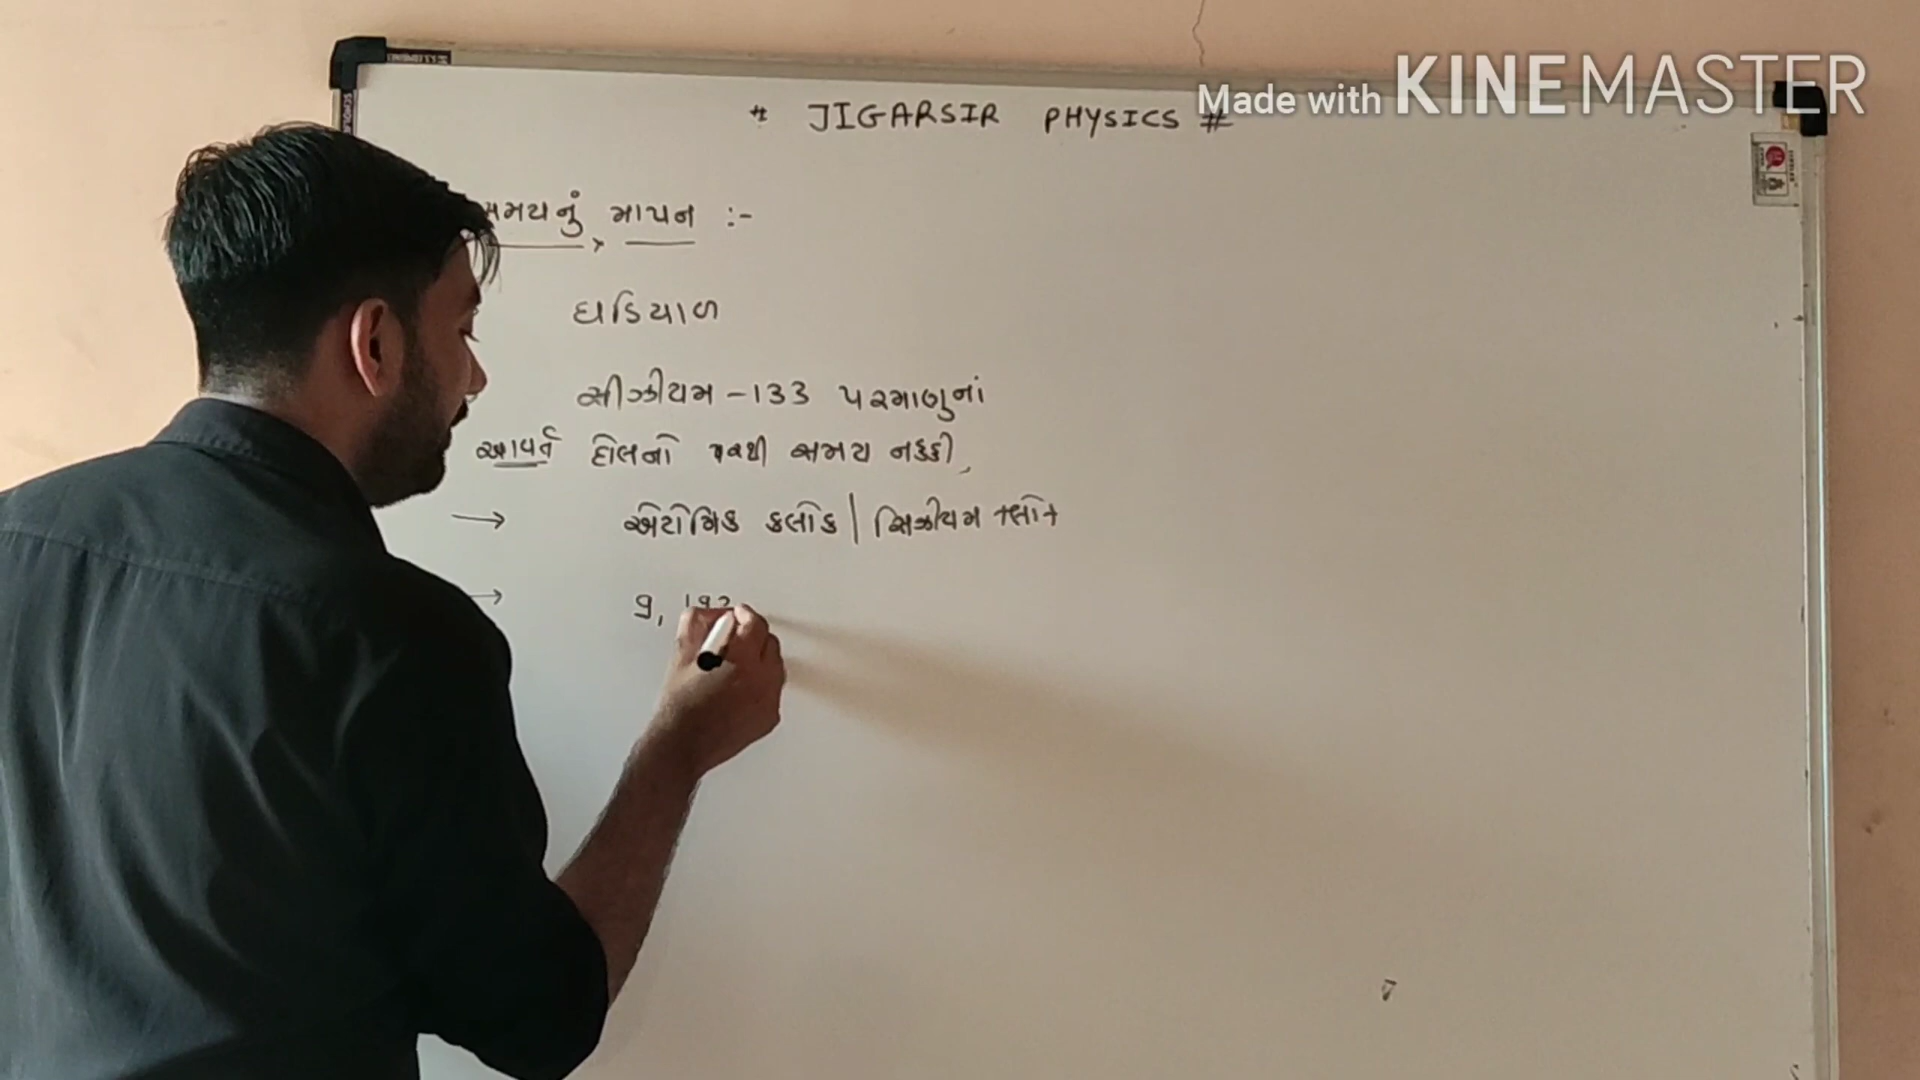 Made with KINEMASTER
# JIGARSIR PHYSICS #
સમયનું માપન :-
ઘડિયાળ
સીઝીયમ - 133 પરમાણુનાં
આવર્ત દોલનો પરથી સમય નક્કી
→ એટોમિક ક્લોક | સિઝીયમ ક્લોક
→ 9, 192